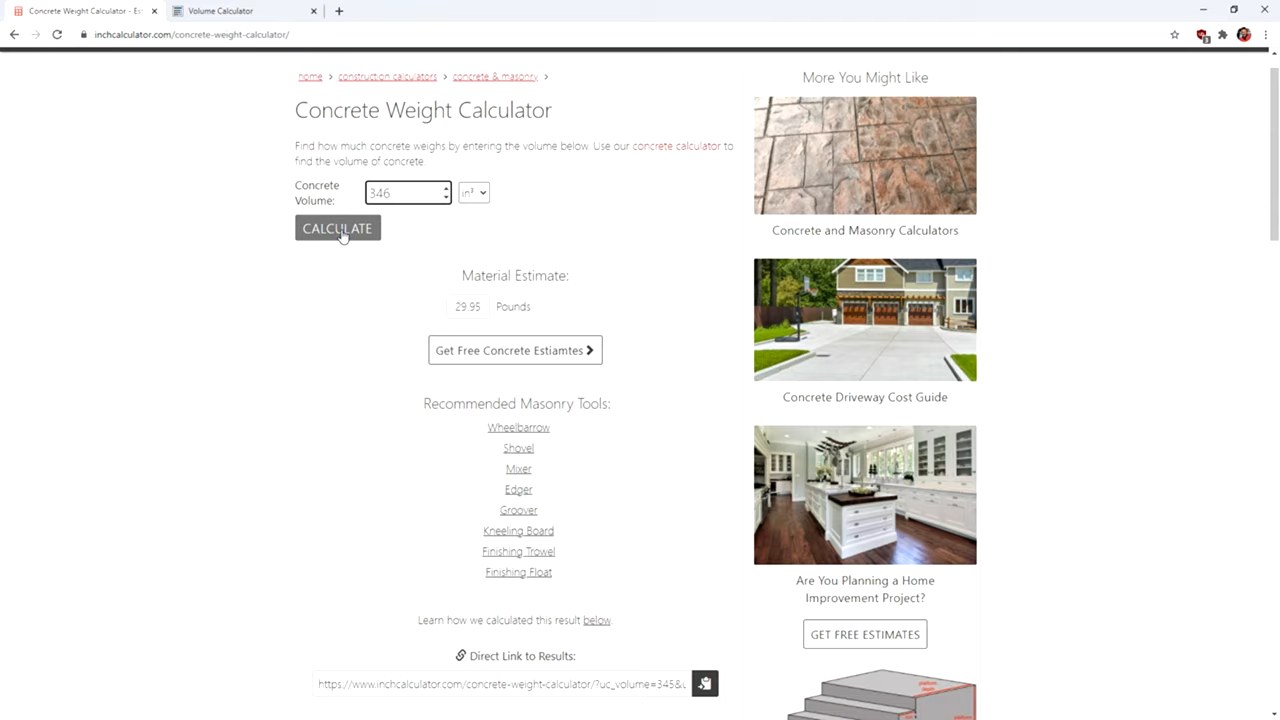 Concrete Weight Calculator - Es
Volume Calculator
inchcalculator.com/concrete-weight-calculator/
home > construction calculators > concrete & masonry >
Concrete Weight Calculator
Find how much concrete weighs by entering the volume below. Use our concrete calculator to
find the volume of concrete.
Concrete
Volume:
346
in³
CALCULATE
Material Estimate:
29.95 Pounds
Get Free Concrete Estiamtes
Recommended Masonry Tools:
Wheelbarrow
Shovel
Mixer
Edger
Groover
Kneeling Board
Finishing Trowel
Finishing Float
Learn how we calculated this result below.
Direct Link to Results:
https://www.inchcalculator.com/concrete-weight-calculator/?uc_volume=345&u
More You Might Like
Concrete and Masonry Calculators
Concrete Driveway Cost Guide
Are You Planning a Home
Improvement Project?
GET FREE ESTIMATES